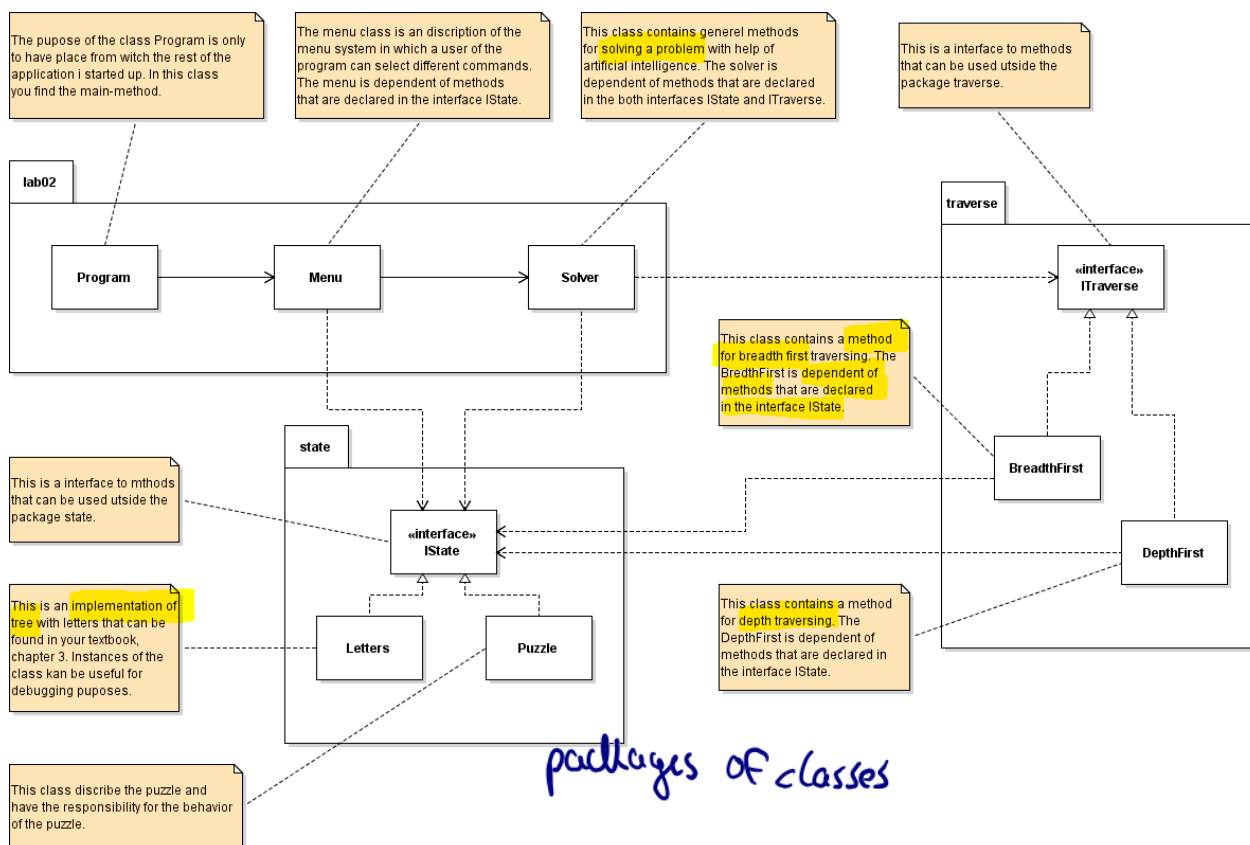 The pupose of the class Program is only
to have place from witch the rest of the
application i started up. In this class
you find the main-method.
The menu class is an discription of the
menu system in which a user of the
program can select different commands.
The menu is dependent of methods
that are declared in the interface IState.
This class contains generel methods
for solving a problem with help of
artificial intelligence. The solver is
dependent of methods that are declared
in the both interfaces IState and ITraverse.
This is a interface to methods
that can be used utside the
package traverse.
lab02
Program
Menu
Solver
traverse
«interface»
ITraverse
This class contains a method
for breadth first traversing. The
BredthFirst is dependent of
methods that are declared
in the interface IState.
BreadthFirst
DepthFirst
This class contains a method
for depth traversing. The
DepthFirst is dependent of
methods that are declared in
the interface IState.
state
This is a interface to mthods
that can be used utside the
package state.
«interface»
IState
This is an implementation of
tree with letters that can be
found in your textbook,
chapter 3. Instances of the
class kan be useful for
debugging puposes.
Letters
Puzzle
packages of classes
This class discribe the puzzle and
have the responsibility for the behavior
of the puzzle.